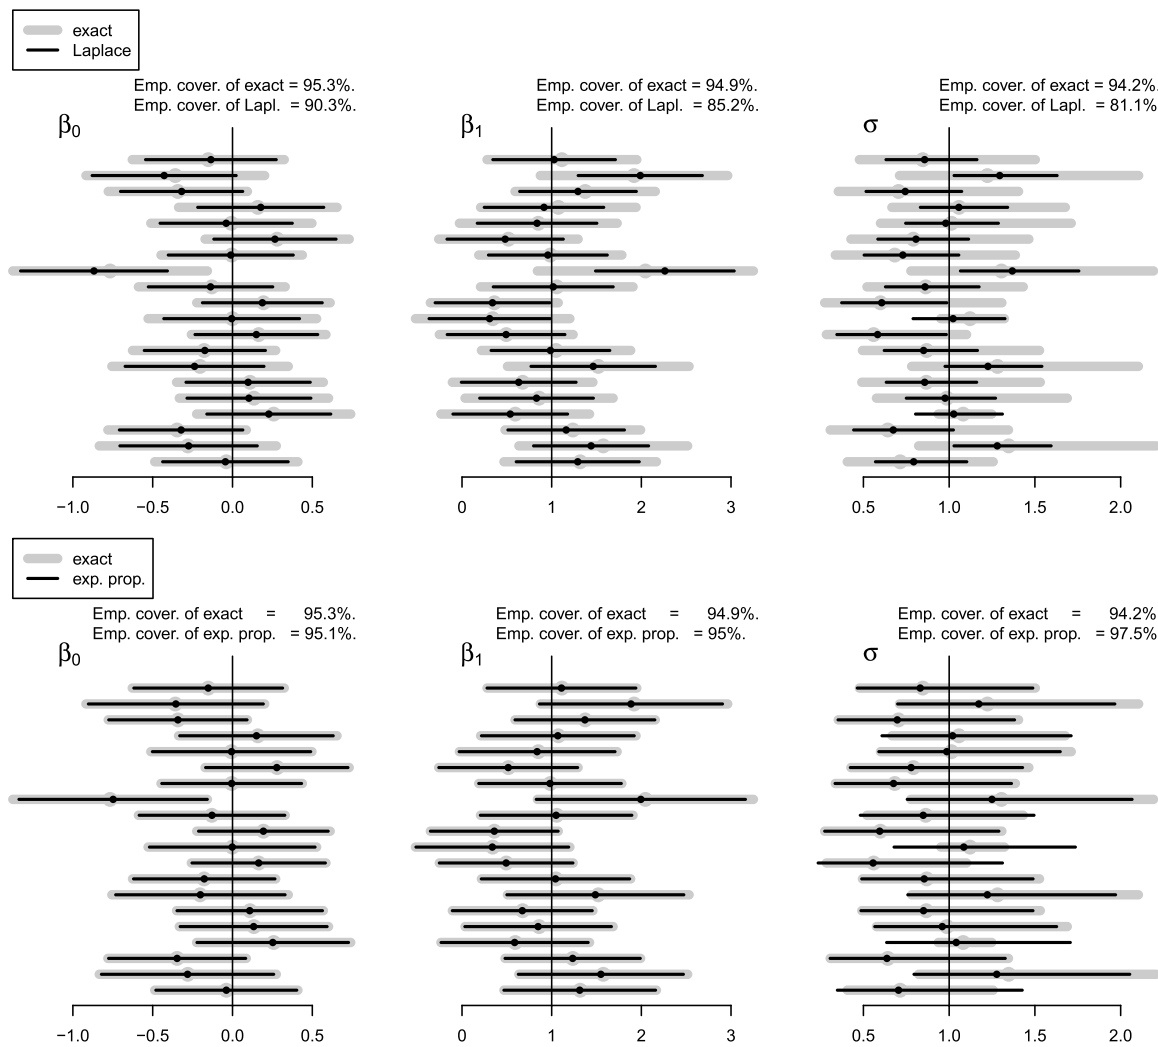 exact
Laplace
Emp. cover. of exact = 95.3%.
Emp. cover. of Lapl. = 90.3%.
β0
Emp. cover. of exact = 94.9%.
Emp. cover. of Lapl. = 85.2%.
β1
Emp. cover. of exact = 94.2%.
Emp. cover. of Lapl. = 81.1%
σ
−1.0 −0.5 0.0 0.5
0 1 2 3
0.5 1.0 1.5 2.0
exact
exp. prop.
Emp. cover. of exact = 95.3%.
Emp. cover. of exp. prop. = 95.1%.
β0
Emp. cover. of exact = 94.9%.
Emp. cover. of exp. prop. = 95%.
β1
Emp. cover. of exact = 94.2%
Emp. cover. of exp. prop. = 97.5%
σ
−1.0 −0.5 0.0 0.5
0 1 2 3
0.5 1.0 1.5 2.0